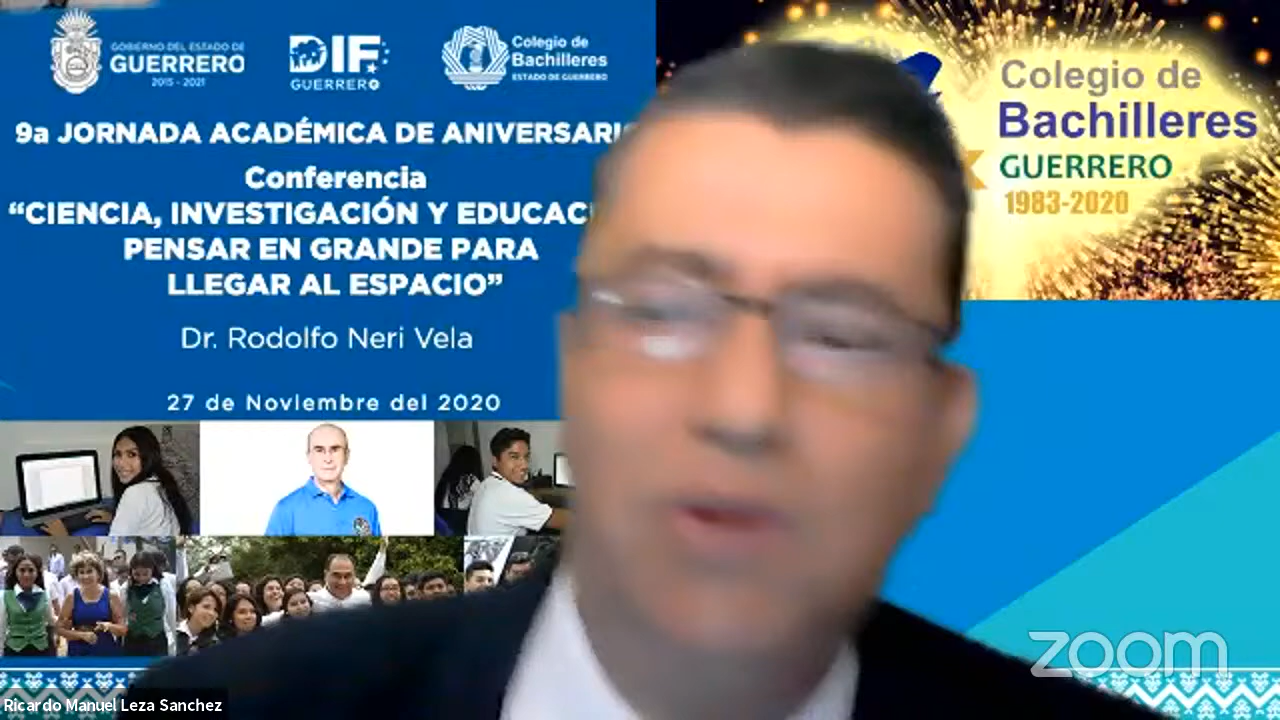 GOBIERNO DEL ESTADO DE
GUERRERO
2015 - 2021
DIF
GUERRERO
Colegio de
Bachilleres
ESTADO DE GUERRERO
9a JORNADA ACADÉMICA DE ANIVERSARIO
Conferencia
“CIENCIA, INVESTIGACIÓN Y EDUCAC
PENSAR EN GRANDE PARA
LLEGAR AL ESPACIO”
Dr. Rodolfo Neri Vela
27 de Noviembre del 2020
Colegio de
Bachilleres
GUERRERO
1983-2020
zoom
Ricardo Manuel Leza Sanchez